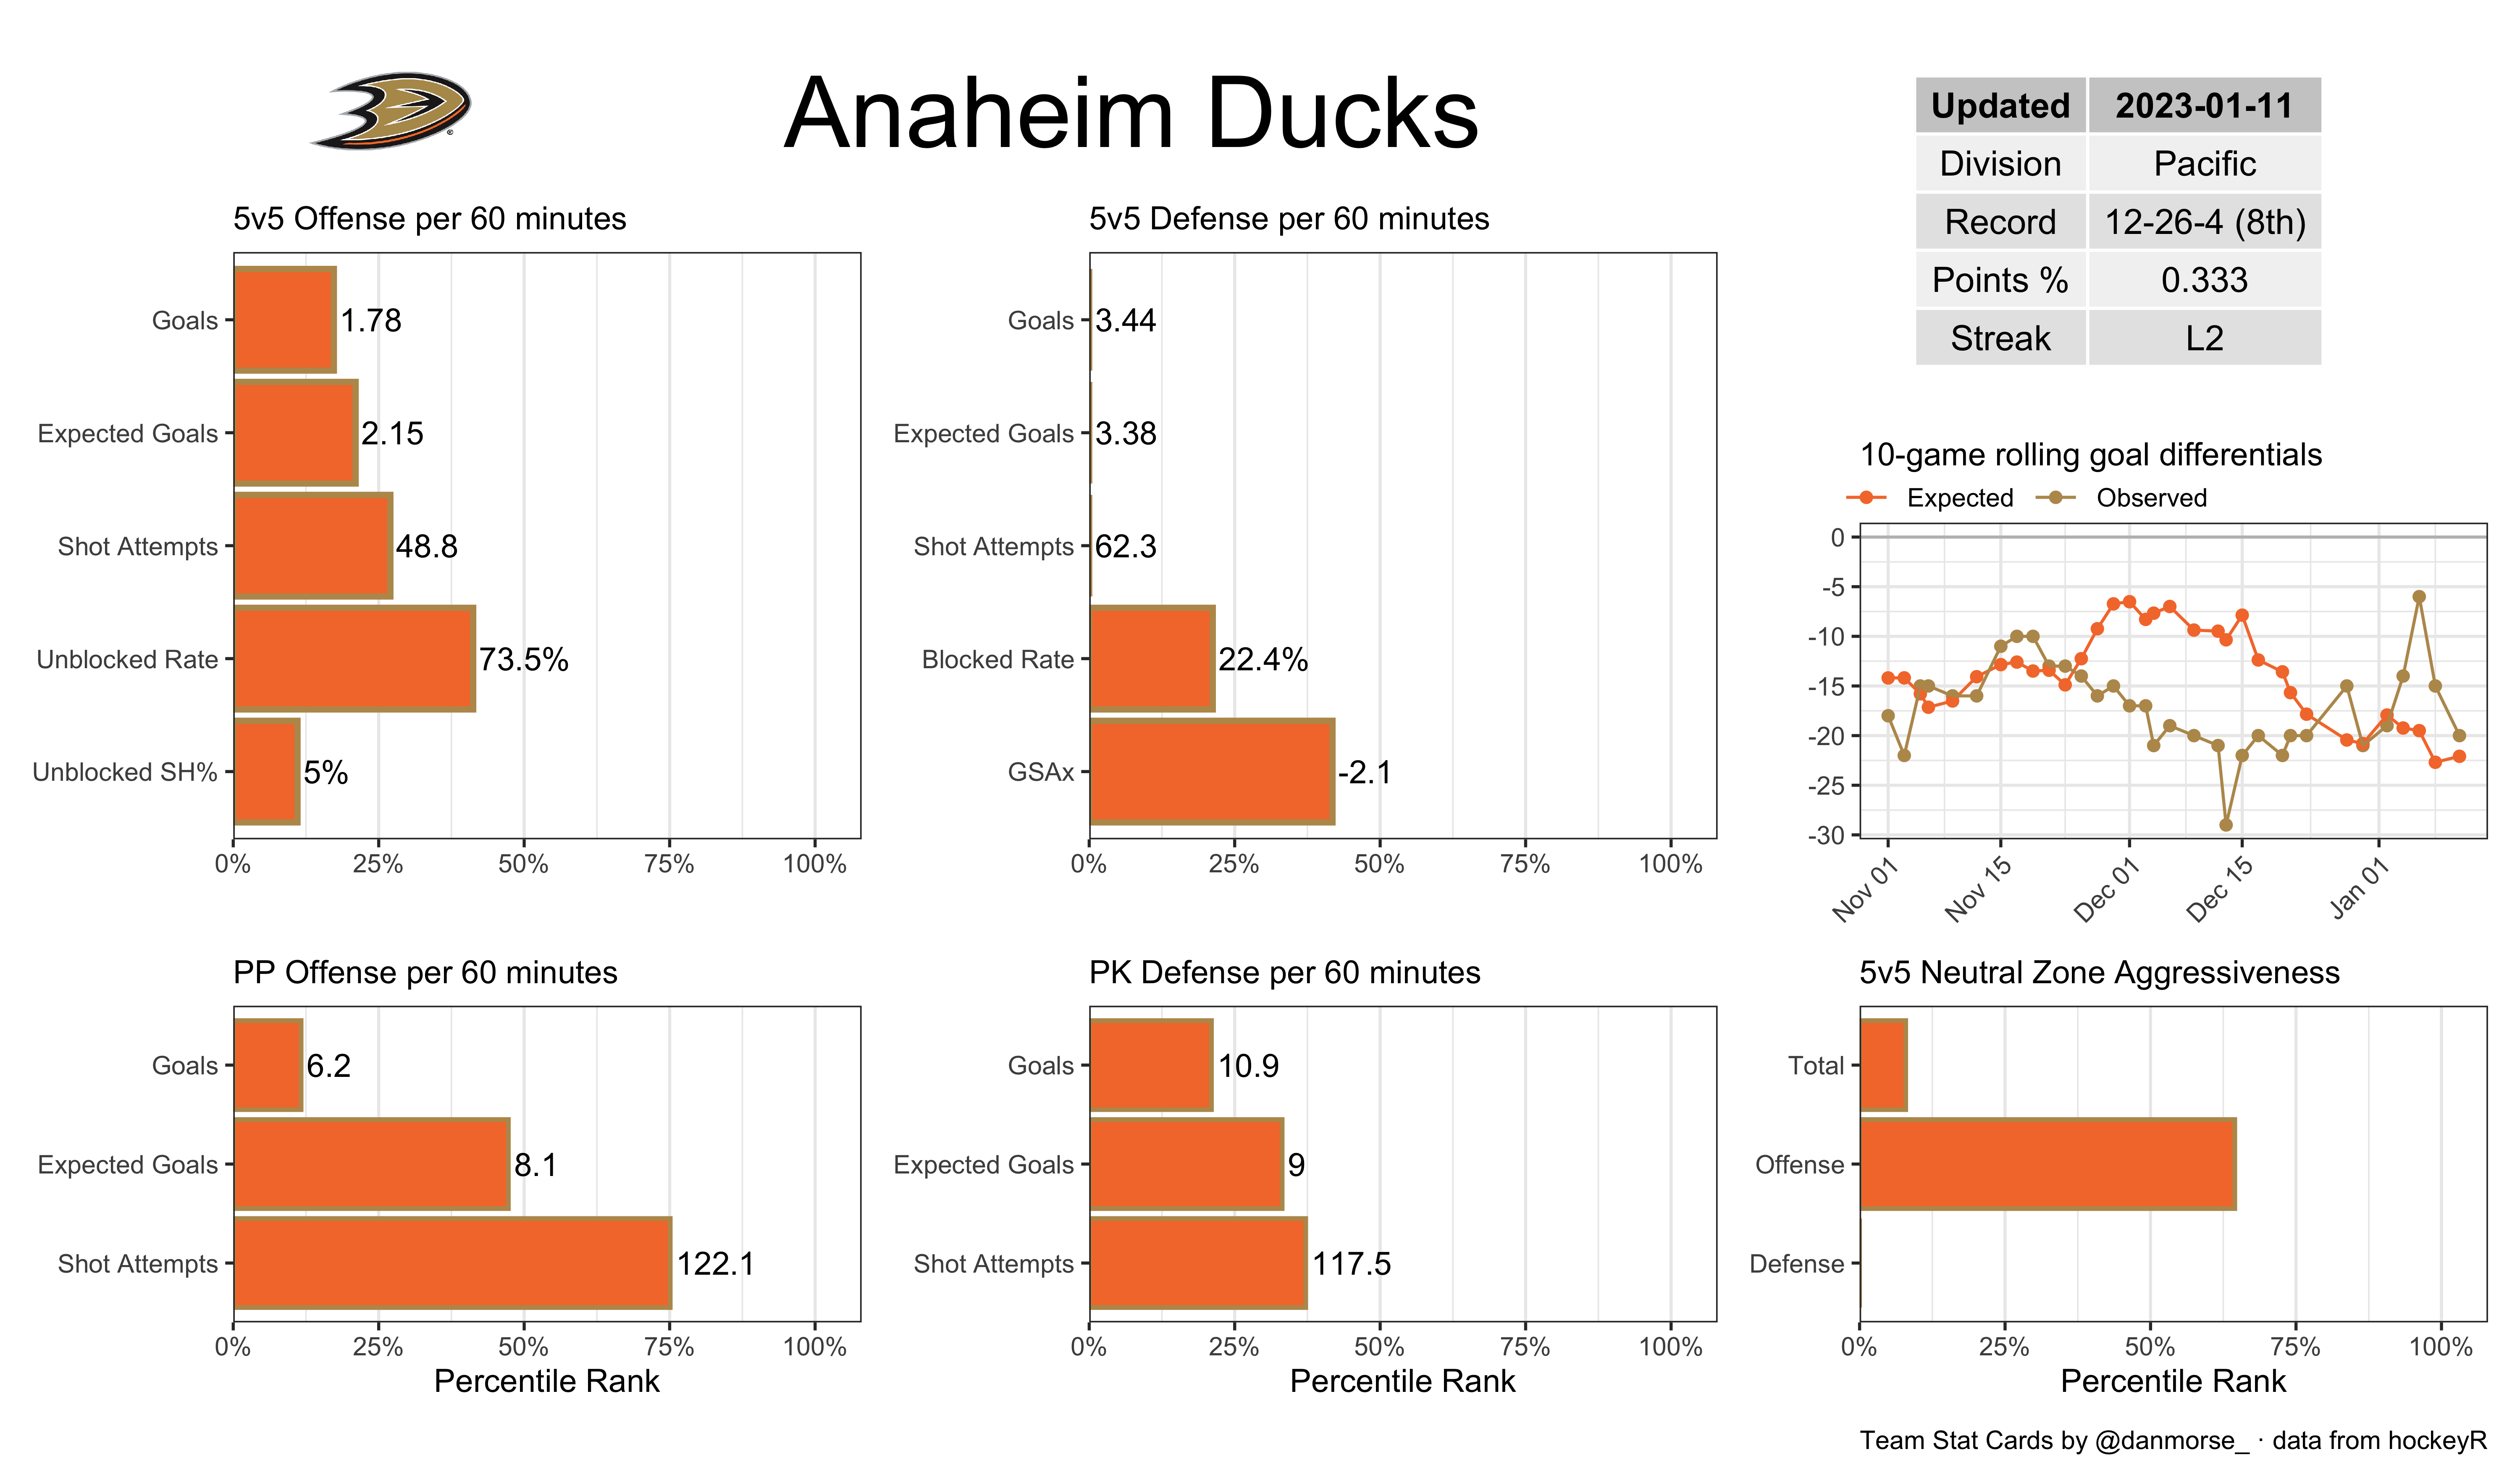 Anaheim Ducks
Updated 2023-01-11
Division Pacific
Record 12-26-4 (8th)
Points % 0.333
Streak L2
5v5 Offense per 60 minutes
Goals 1.78
Expected Goals 2.15
Shot Attempts 48.8
Unblocked Rate 73.5%
Unblocked SH% 5%
0% 25% 50% 75% 100%
5v5 Defense per 60 minutes
Goals 3.44
Expected Goals 3.38
Shot Attempts 62.3
Blocked Rate 22.4%
GSAx -2.1
0% 25% 50% 75% 100%
10-game rolling goal differentials
Expected Observed
0
-5
-10
-15
-20
-25
-30
Nov 01 Nov 15 Dec 01 Dec 15 Jan 01
PP Offense per 60 minutes
Goals 6.2
Expected Goals 8.1
Shot Attempts 122.1
0% 25% 50% 75% 100%
Percentile Rank
PK Defense per 60 minutes
Goals 10.9
Expected Goals 9
Shot Attempts 117.5
0% 25% 50% 75% 100%
Percentile Rank
5v5 Neutral Zone Aggressiveness
Total
Offense
Defense
0% 25% 50% 75% 100%
Percentile Rank
Team Stat Cards by @danmorse_ · data from hockeyR